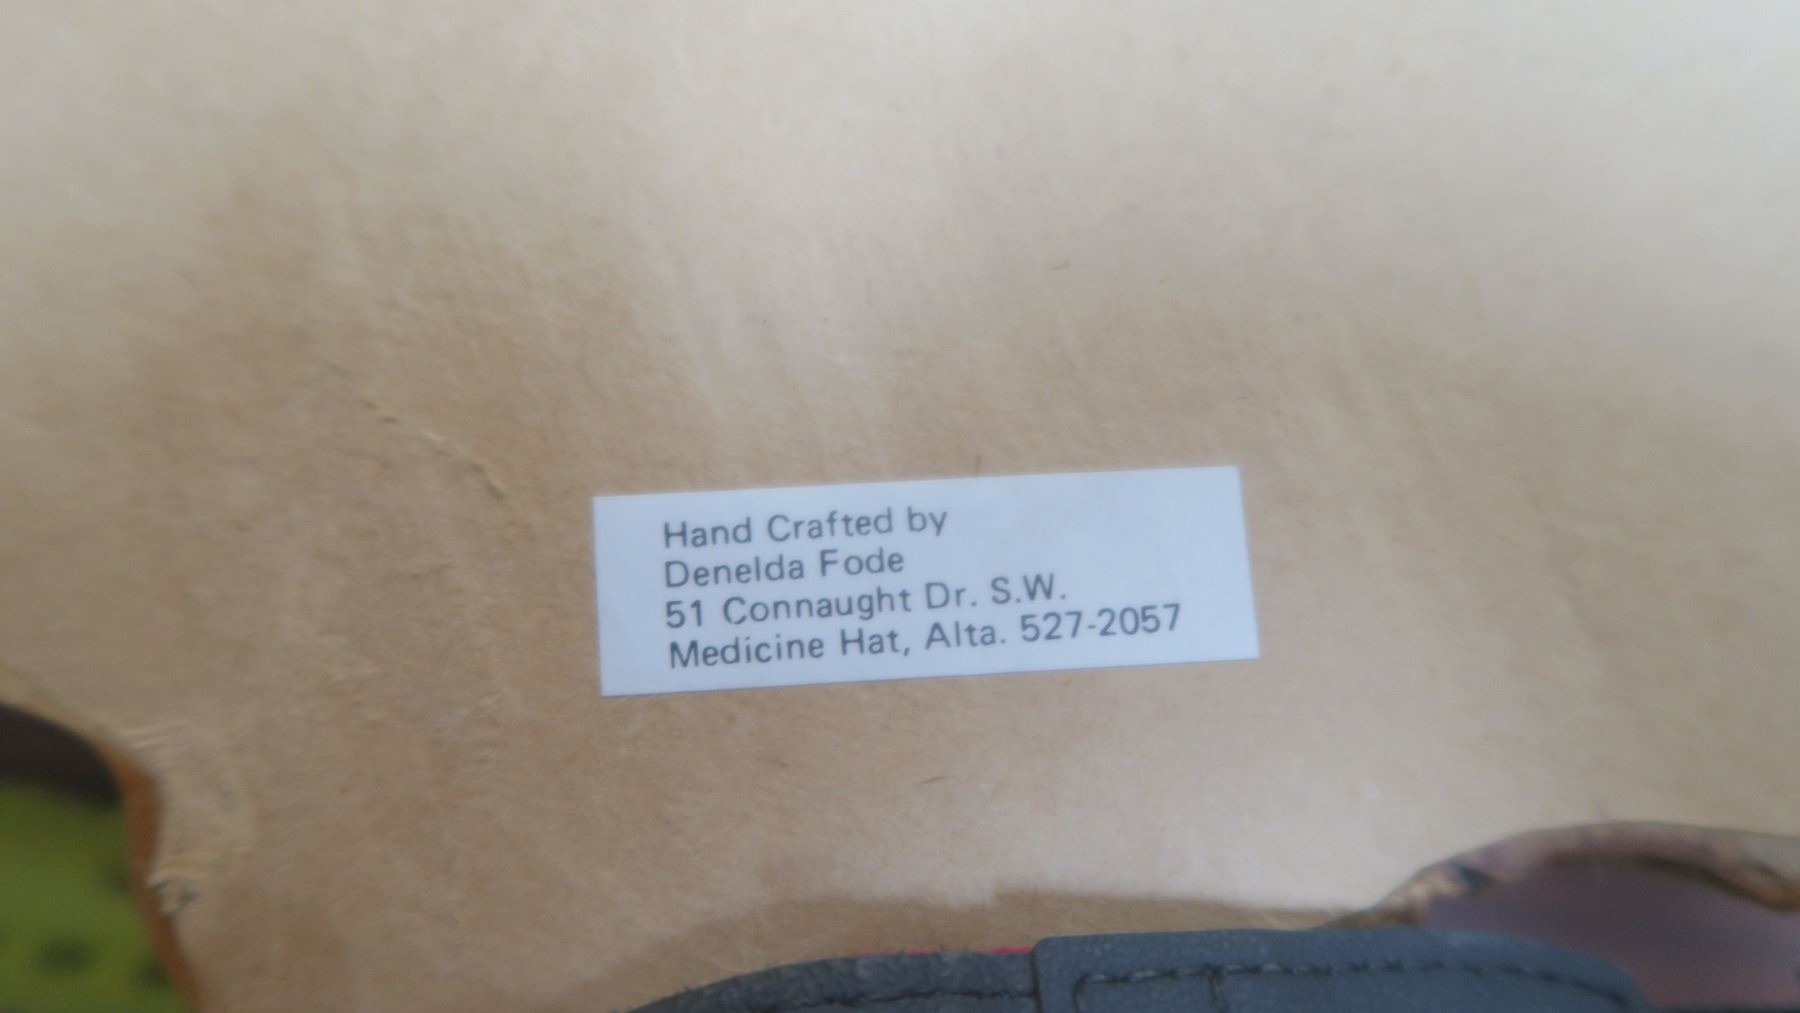 Hand Crafted by
Denelda Fode
51 Connaught Dr. S.W.
Medicine Hat, Alta. 527-2057